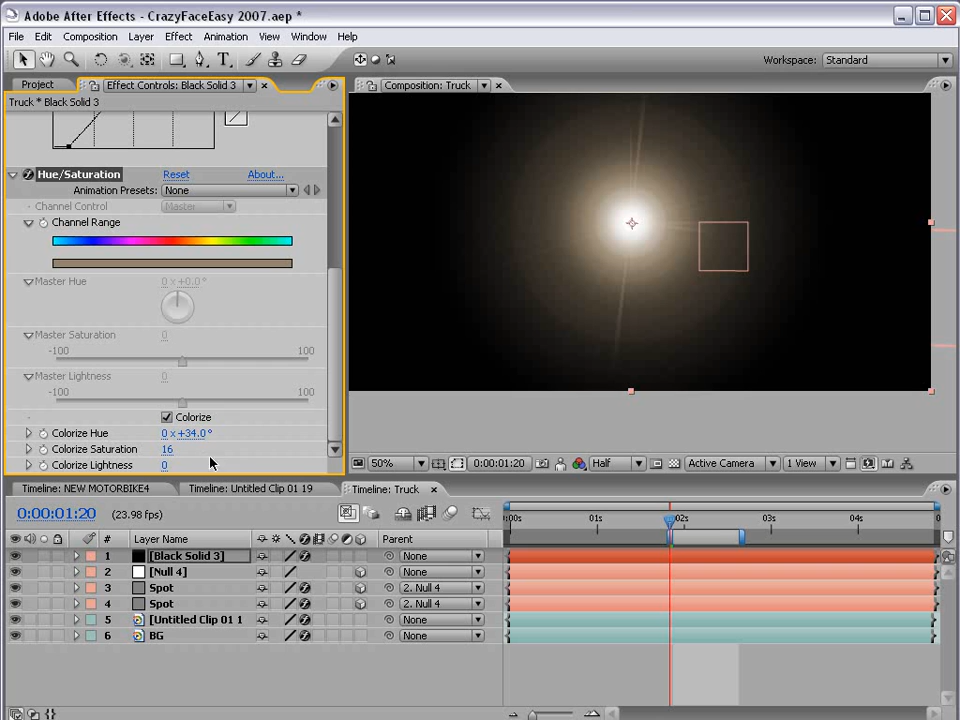 Adobe After Effects - CrazyFaceEasy 2007.aep *
File Edit Composition Layer Effect Animation View Window Help
T Workspace: Standard
Project Effect Controls: Black Solid 3 Composition: Truck
Truck * Black Solid 3
Hue/Saturation Reset About...
Animation Presets: None
Channel Control Master
Channel Range
Master Hue 0 x +0.0°
Master Saturation 0
-100 100
Master Lightness 0
-100 100
Colorize
Colorize Hue 0 x +34.0°
Colorize Saturation 16
Colorize Lightness 0
50% 0:00:01:20 Half Active Camera 1 View
Timeline: NEW MOTORBIKE4 Timeline: Untitled Clip 01 19 Timeline: Truck
0:00:01:20 (23.98 fps) :00s 01s 02s 03s 04s
# Layer Name Parent
1 [Black Solid 3] None
2 [Null 4] None
3 Spot 2. Null 4
4 Spot 2. Null 4
5 [Untitled Clip 01 1 None
6 BG None